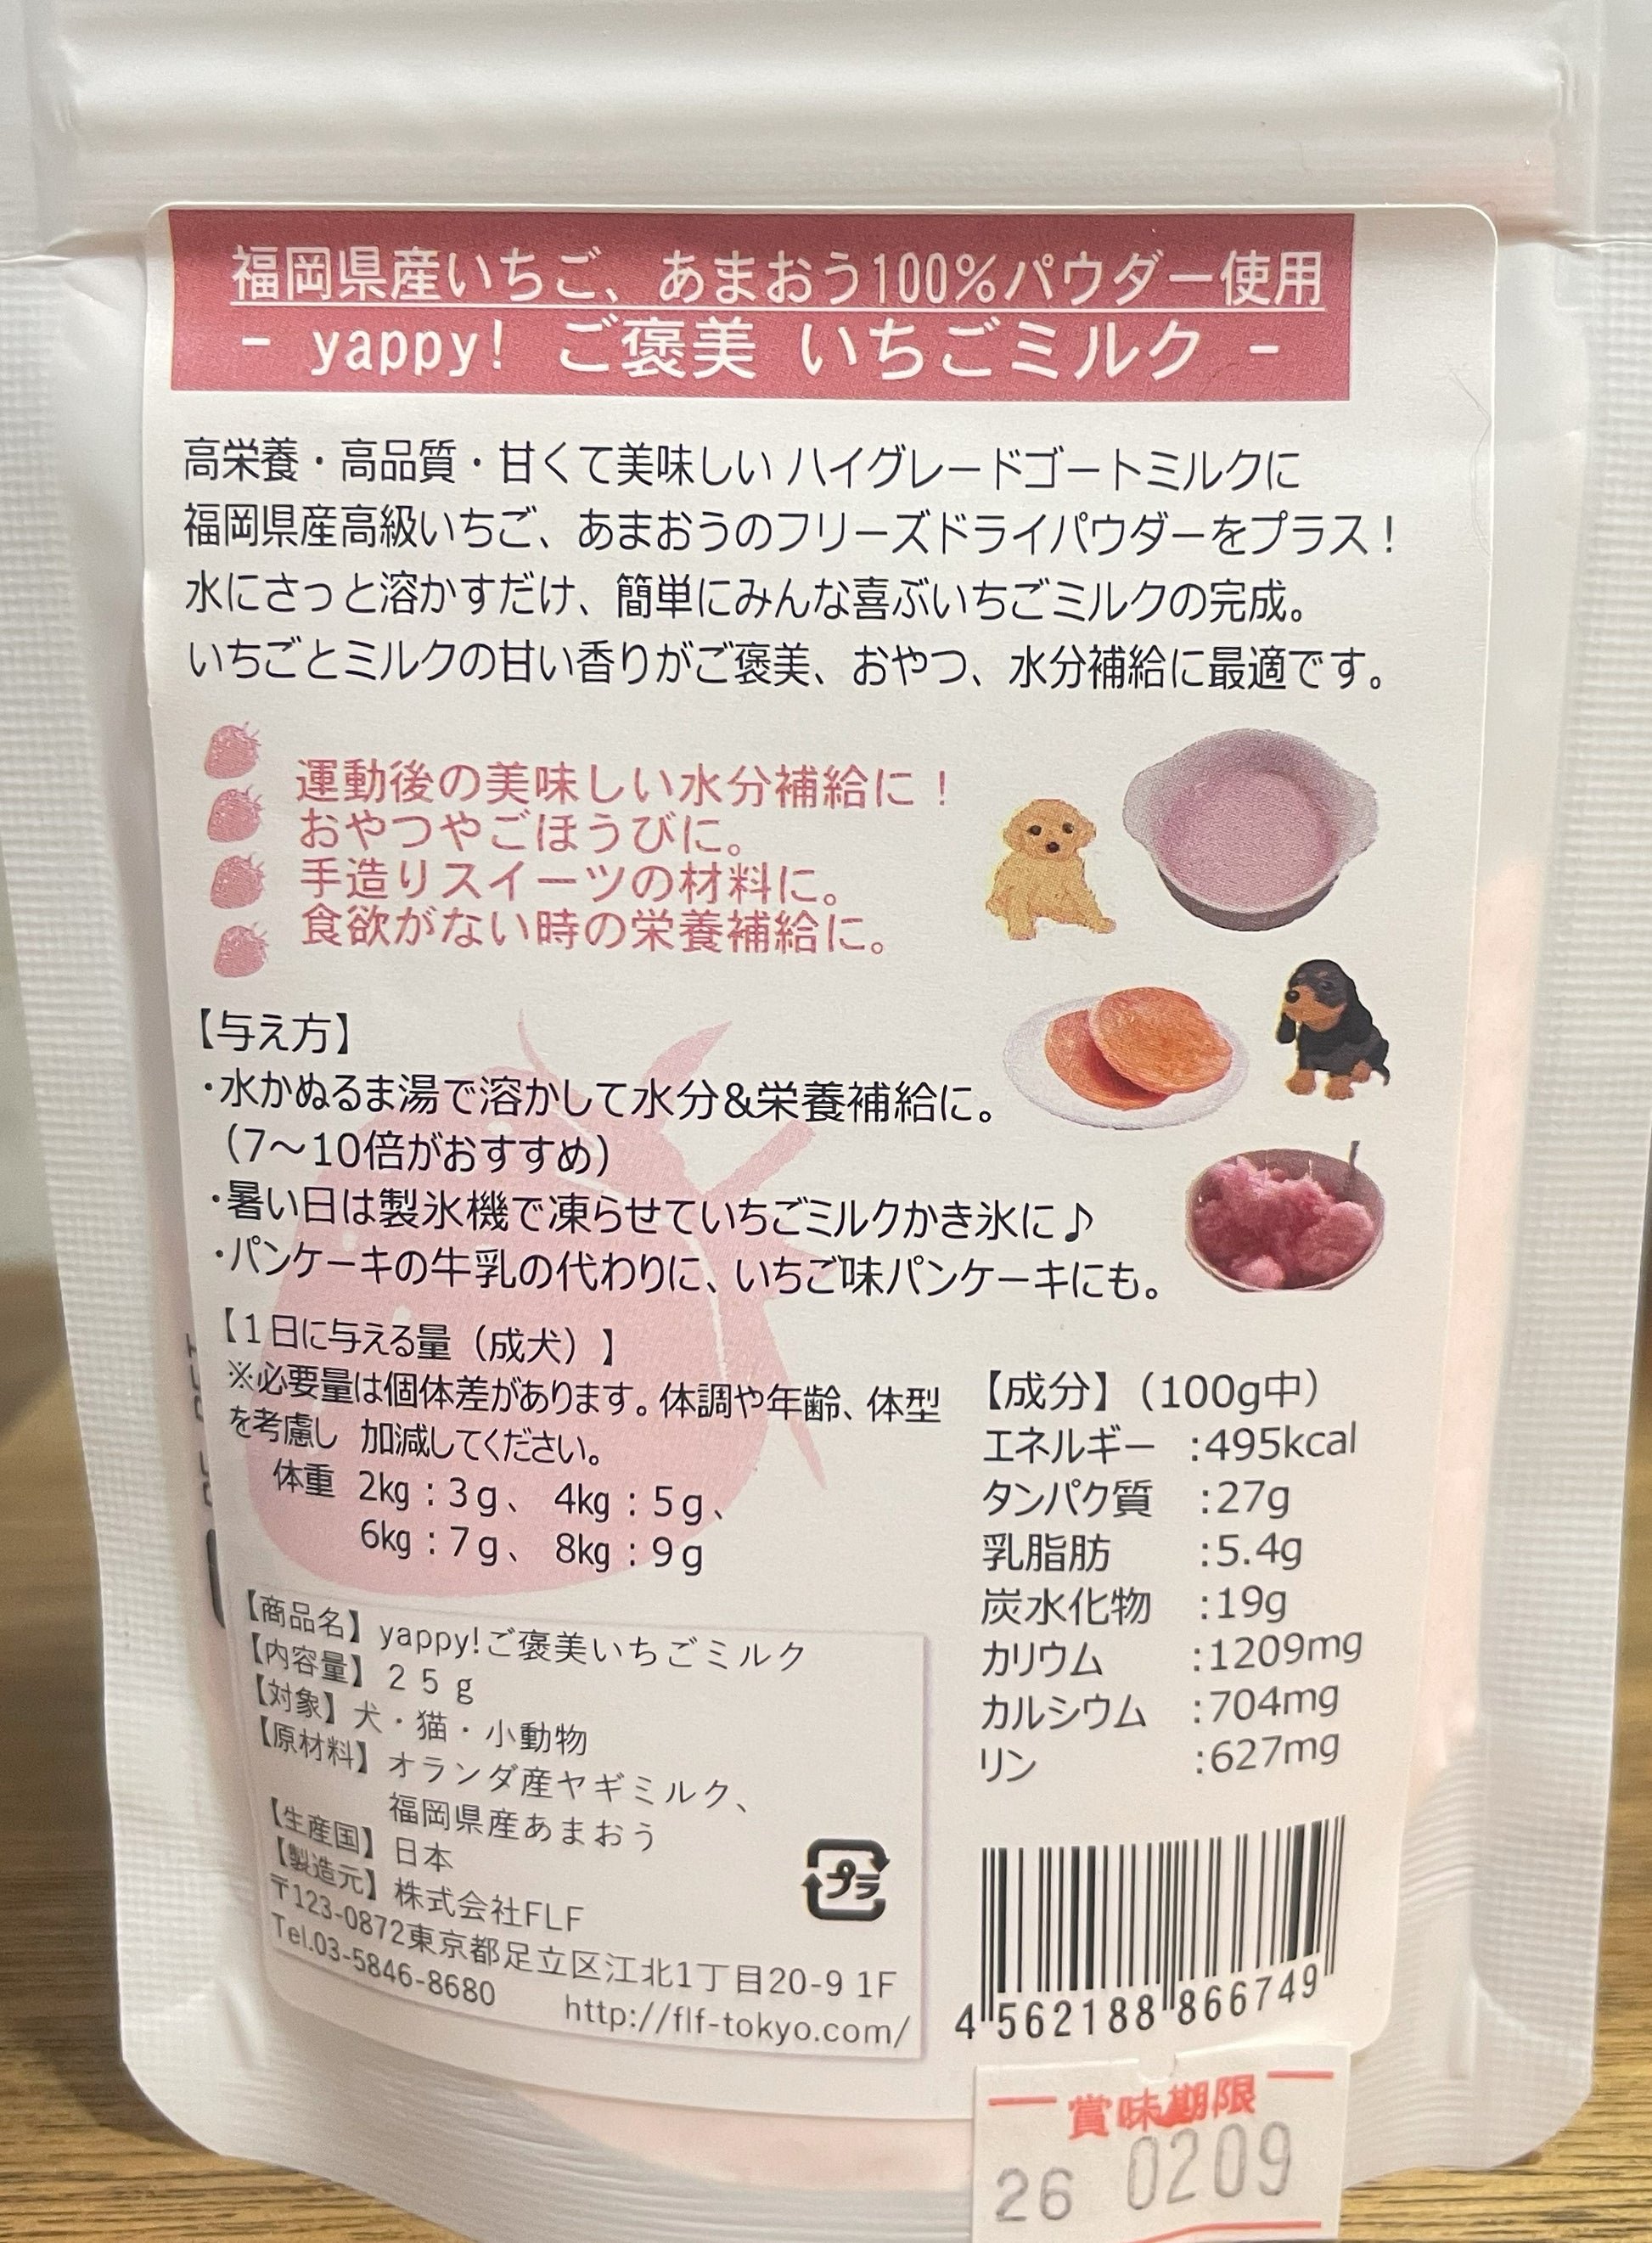 福岡県産いちご、あまおう100%パウダー使用
- yappy! ご褒美 いちごミルク -
高栄養・高品質・甘くて美味しい ハイグレードゴートミルクに
福岡県産高級いちご、あまおうのフリーズドライパウダーをプラス！
水にさっと溶かすだけ、簡単にみんな喜ぶいちごミルクの完成。
いちごとミルクの甘い香りがご褒美、おやつ、水分補給に最適です。
運動後の美味しい水分補給に！
おやつやごほうびに。
手造りスイーツの材料に。
食欲がない時の栄養補給に。
【与え方】
・水かぬるま湯で溶かして水分&栄養補給に。
（7～10倍がおすすめ）
・暑い日は製氷機で凍らせていちごミルクかき氷に♪
・パンケーキの牛乳の代わりに、いちご味パンケーキにも。
【１日に与える量（成犬）】
※必要量は個体差があります。体調や年齢、体型
を考慮し 加減してください。
体重 2kg：3g、 4kg：5g、
6kg：7g、 8kg：9g
【成分】（100g中）
エネルギー :495kcal
タンパク質 :27g
乳脂肪 :5.4g
炭水化物 :19g
カリウム :1209mg
カルシウム :704mg
リン :627mg
【商品名】yappy!ご褒美いちごミルク
【内容量】２５ｇ
【対象】犬・猫・小動物
【原材料】オランダ産ヤギミルク、
福岡県産あまおう
【生産国】日本
【製造元】株式会社FLF
〒123-0872東京都足立区江北1丁目20-9 1F
Tel.03-5846-8680 http://flf-tokyo.com/
プラ
4 562188 866749
賞味期限
26 0209